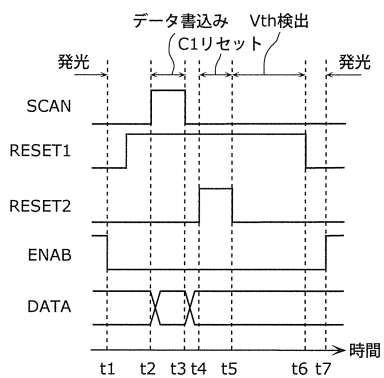 データ書込み
C1リセット Vth検出
発光 発光
SCAN
RESET1
RESET2
ENAB
DATA
時間
t1 t2 t3 t4 t5 t6 t7